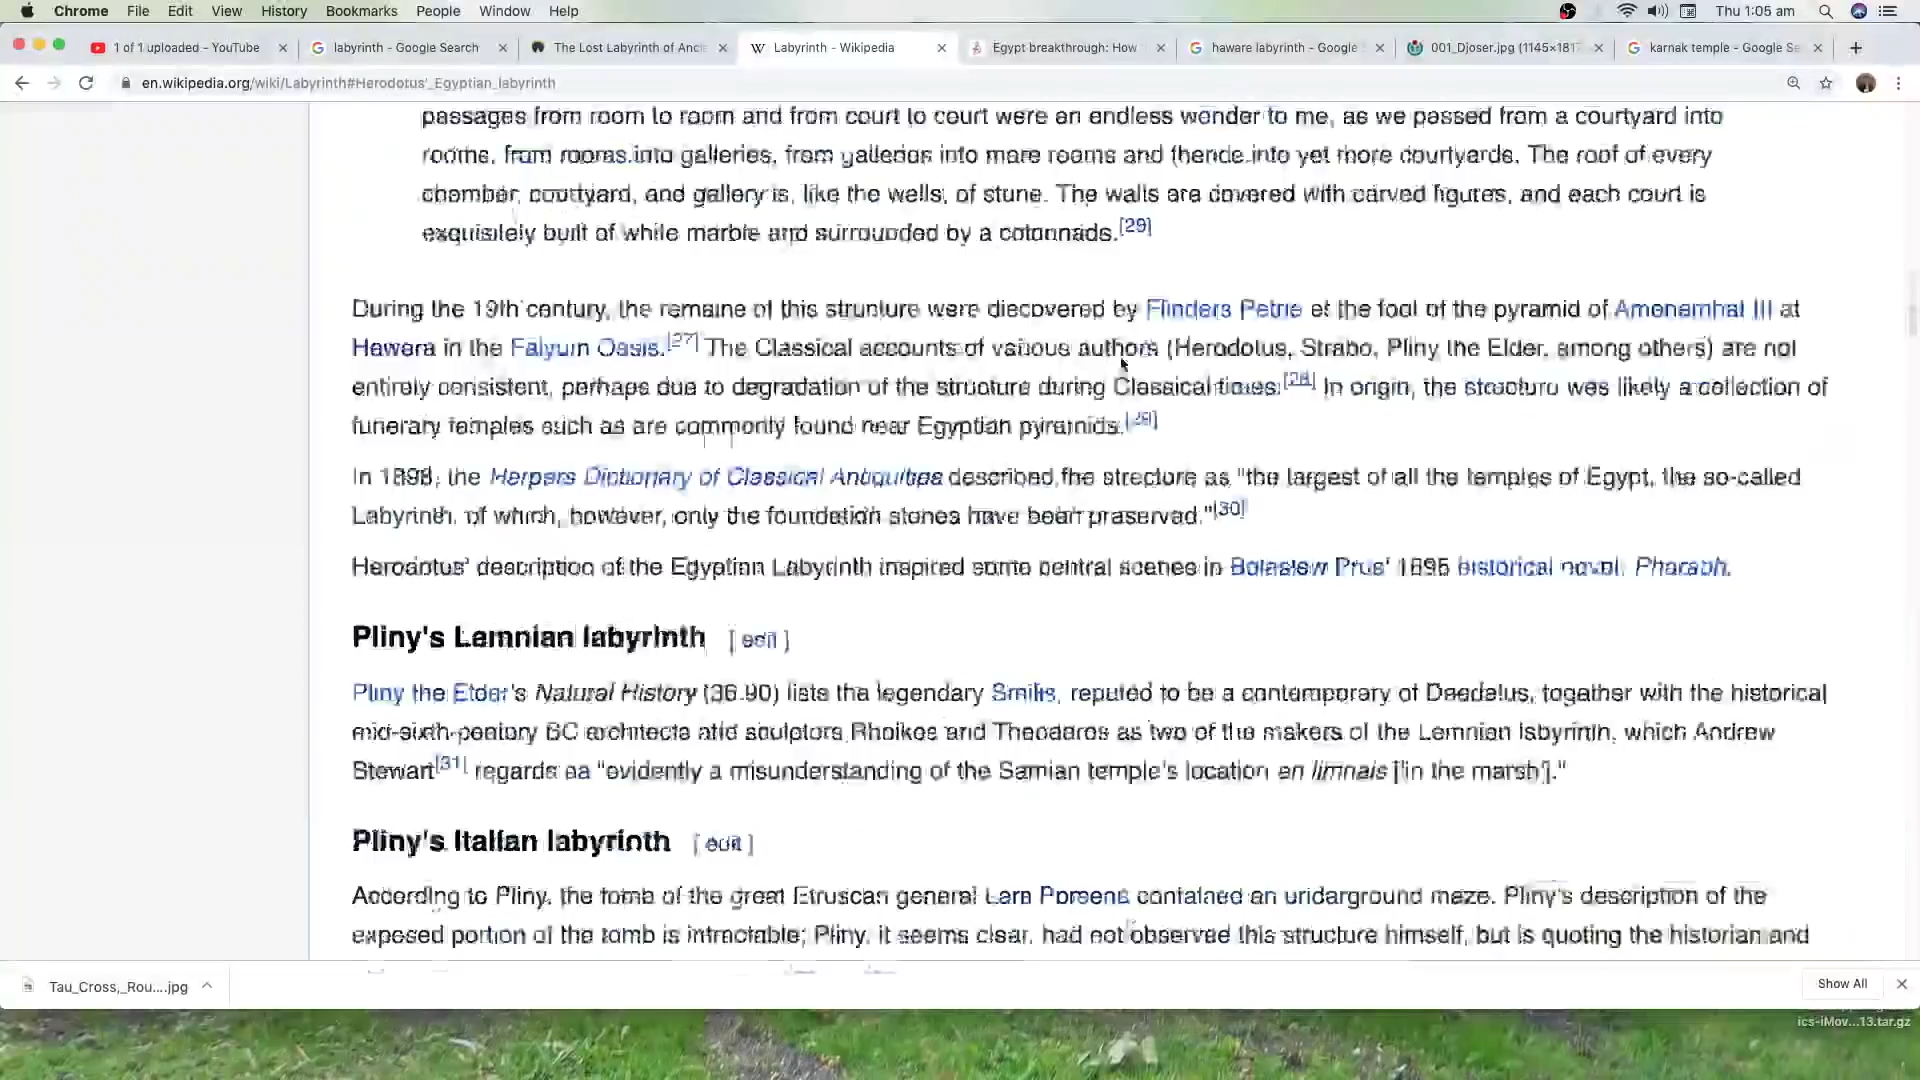 Chrome File Edit View History Bookmarks People Window Help Thu 1:05 am
1 of 1 uploaded - YouTube labyrinth - Google Search The Lost Labyrinth of Anci Labyrinth - Wikipedia Egypt breakthrough: How haware labyrinth - Google 001_Djoser.jpg (1145×181 karnak temple - Google Se
en.wikipedia.org/wiki/Labyrinth#Herodotus'_Egyptian_labyrinth
passages from room to room and from court to court were an endless wonder to me, as we passed from a courtyard into
rooms, from rooms into galleries, from galleries into more rooms and thence into yet more courtyards. The roof of every
chamber, courtyard, and gallery is, like the walls, of stone. The walls are covered with carved figures, and each court is
exquisitely built of white marble and surrounded by a colonnade.[29]
During the 19th century, the remains of this structure were discovered by Flinders Petrie at the foot of the pyramid of Amenemhat III at
Hawara in the Faiyum Oasis.[27] The Classical accounts of various authors (Herodotus, Strabo, Pliny the Elder, among others) are not
entirely consistent, perhaps due to degradation of the structure during Classical times.[28] In origin, the structure was likely a collection of
funerary temples such as are commonly found near Egyptian pyramids.[29]
In 1898, the Harpers Dictionary of Classical Antiquities described the structure as "the largest of all the temples of Egypt, the so-called
Labyrinth, of which, however, only the foundation stones have been preserved."[30]
Herodotus' description of the Egyptian Labyrinth inspired some central scenes in Bolesław Prus' 1895 historical novel, Pharaoh.
Pliny's Lemnian labyrinth [ edit ]
Pliny the Elder's Natural History (36.90) lists the legendary Smilis, reputed to be a contemporary of Daedalus, together with the historical
mid-sixth-century BC architects and sculptors Rhoikos and Theodoros as two of the makers of the Lemnian labyrinth, which Andrew
Stewart[31] regards as "evidently a misunderstanding of the Samian temple's location en limnais ['in the marsh']."
Pliny's Italian labyrinth [ edit ]
According to Pliny, the tomb of the great Etruscan general Lars Porsena contained an underground maze. Pliny's description of the
exposed portion of the tomb is intractable; Pliny, it seems clear, had not observed this structure himself, but is quoting the historian and
Tau_Cross,_Rou....jpg Show All
ics-iMov...13.tar.gz